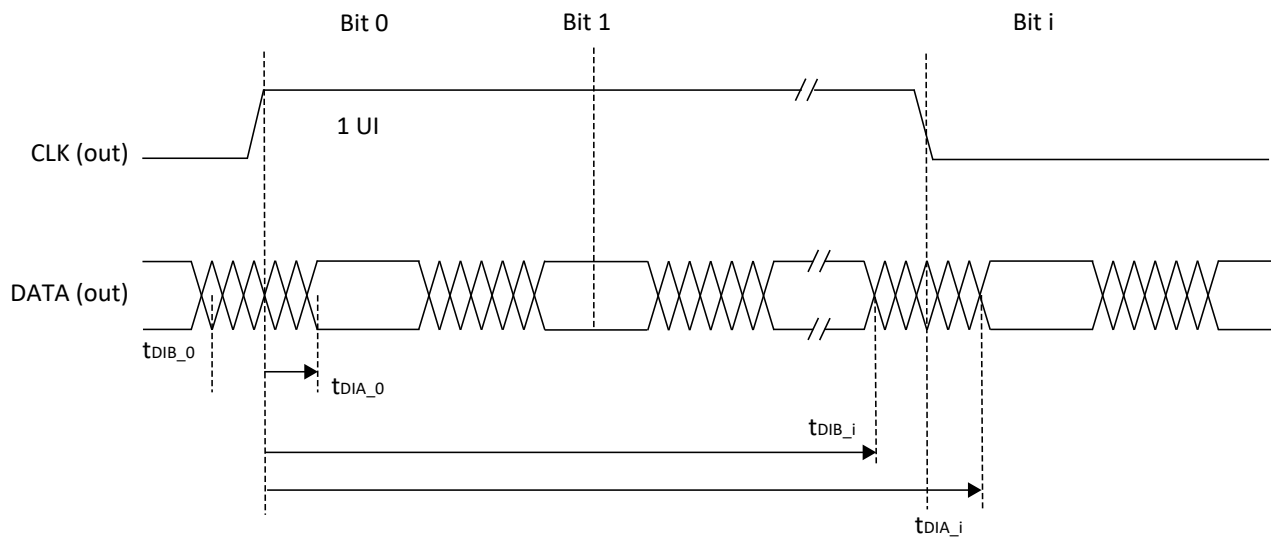 Bit 0 Bit 1 Bit i
1 UI
CLK (out)
DATA (out)
tDIB_0
tDIA_0
tDIB_i
tDIA_i